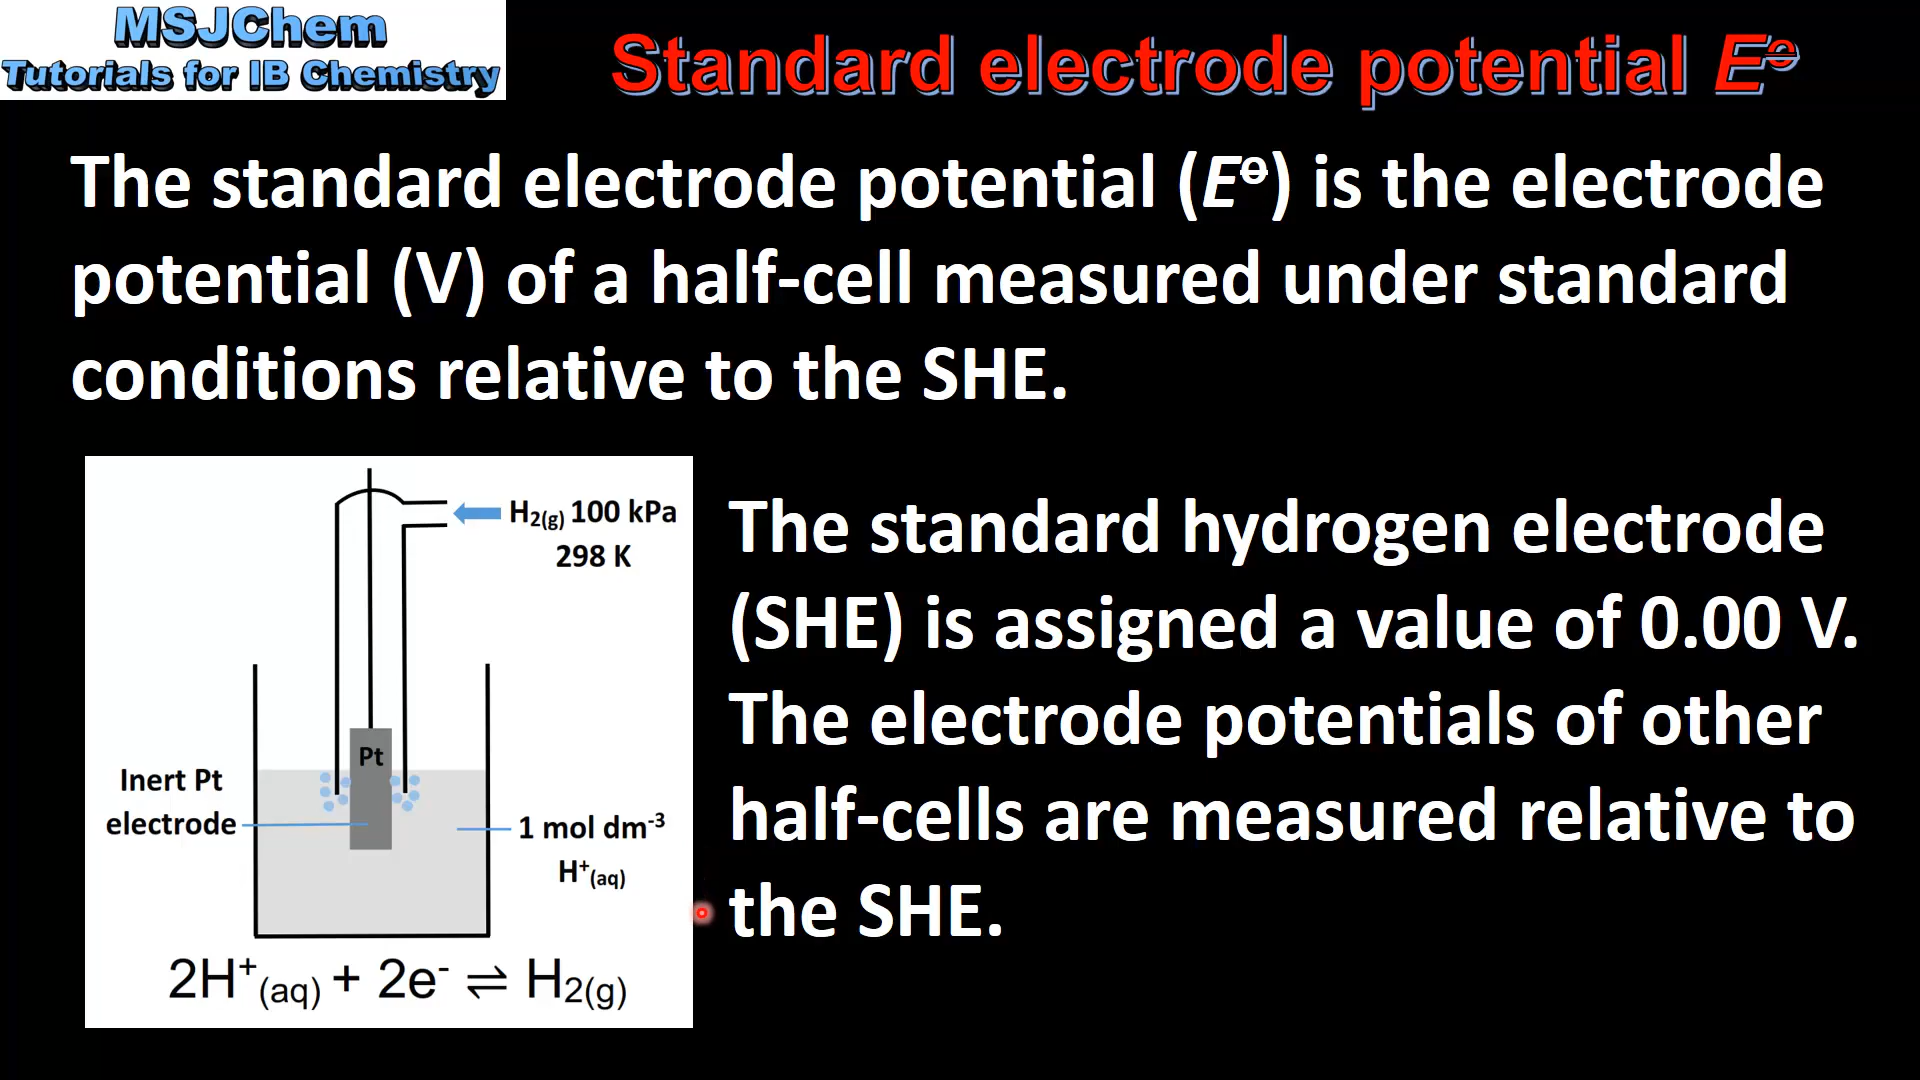 MSJChem
Tutorials for IB Chemistry
Standard electrode potential E⦵
The standard electrode potential (E⦵) is the electrode
potential (V) of a half-cell measured under standard
conditions relative to the SHE.
H₂(g) 100 kPa
298 K
Pt
Inert Pt
electrode
1 mol dm⁻³
H⁺(aq)
2H⁺(aq) + 2e⁻ ⇌ H₂(g)
The standard hydrogen electrode
(SHE) is assigned a value of 0.00 V.
The electrode potentials of other
half-cells are measured relative to
the SHE.